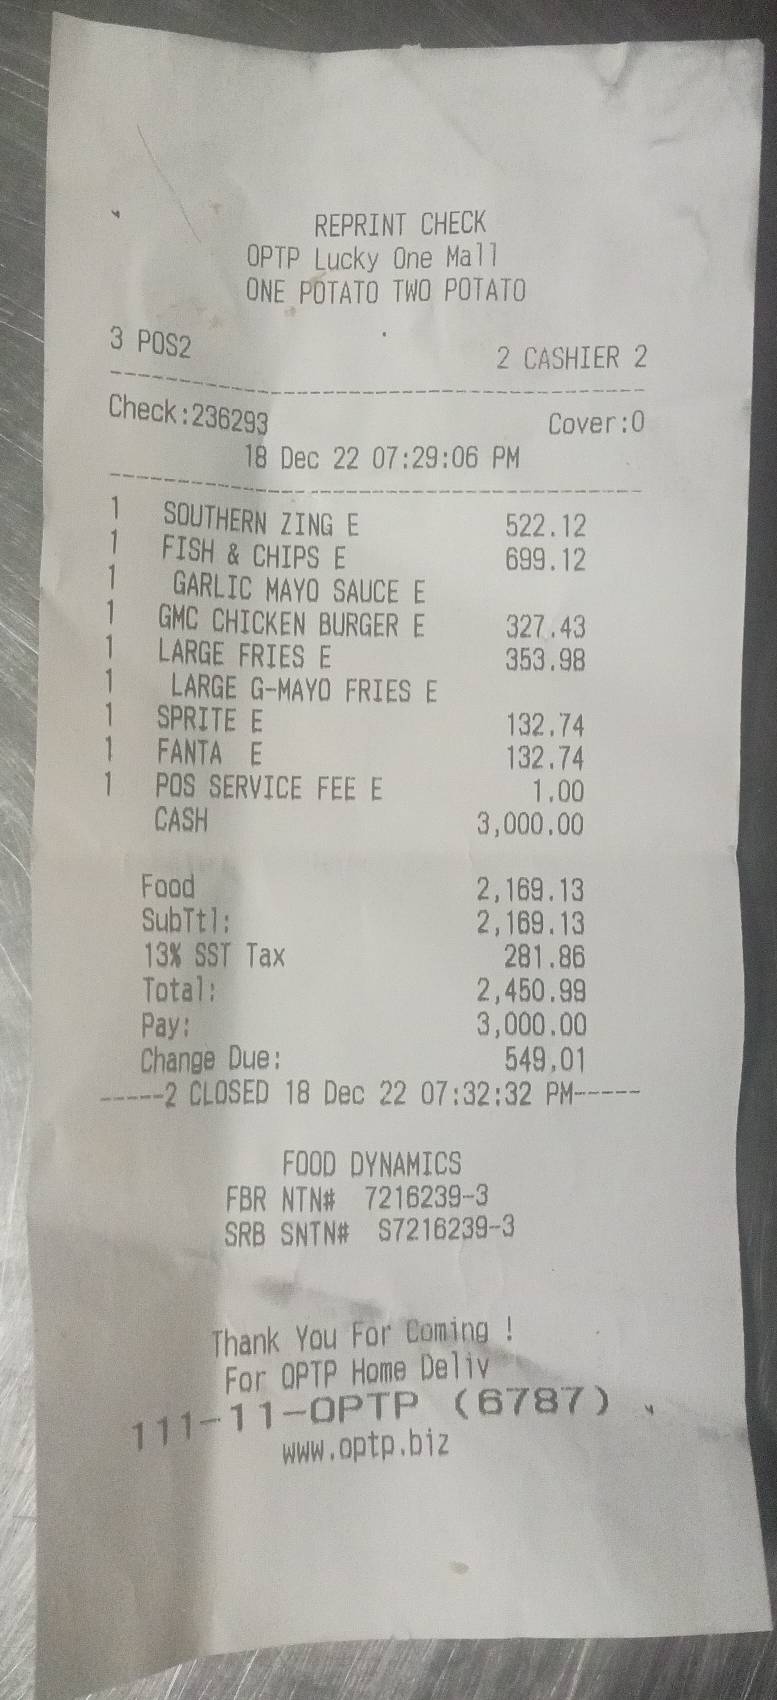 REPRINT CHECK
OPTP Lucky One Mall
ONE POTATO TWO POTATO
3 POS2 2 CASHIER 2
Check:236293 Cover:0
18 Dec 22 07:29:06 PM
1 SOUTHERN ZING E 522.12
1 FISH & CHIPS E 699.12
1 GARLIC MAYO SAUCE E
1 GMC CHICKEN BURGER E 327.43
1 LARGE FRIES E 353.98
1 LARGE G-MAYO FRIES E
1 SPRITE E 132.74
1 FANTA E 132.74
1 POS SERVICE FEE E 1.00
CASH 3,000.00
Food 2,169.13
SubTtl: 2,169.13
13% SST Tax 281.86
Total: 2,450.99
Pay: 3,000.00
Change Due: 549.01
-----2 CLOSED 18 Dec 22 07:32:32 PM-----
FOOD DYNAMICS
FBR NTN# 7216239-3
SRB SNTN# S7216239-3
Thank You For Coming !
For OPTP Home Deliv
111-11-OPTP (6787)
www.optp.biz